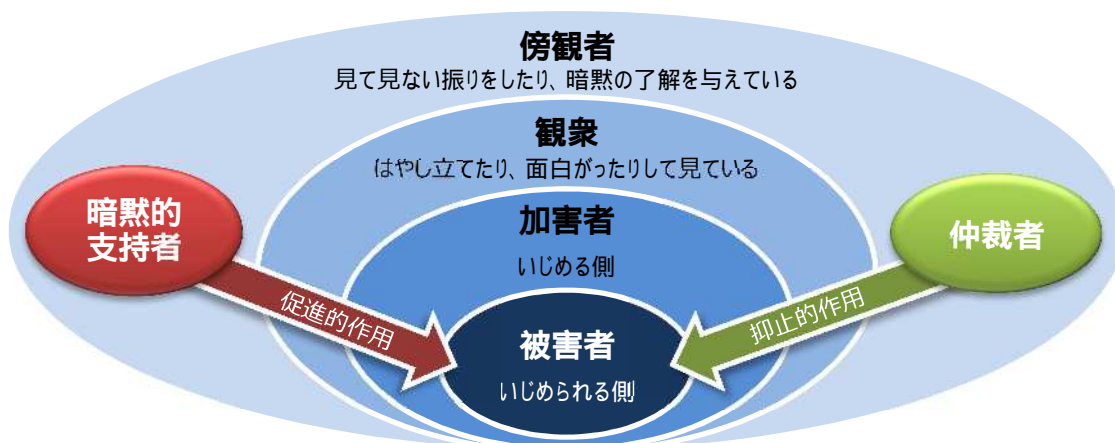 傍観者
見て見ない振りをしたり、暗黙の了解を与えている
観衆
はやし立てたり、面白がったりして見ている
暗黙的
支持者
加害者
いじめる側
仲裁者
促進的作用
抑止的作用
被害者
いじめられる側